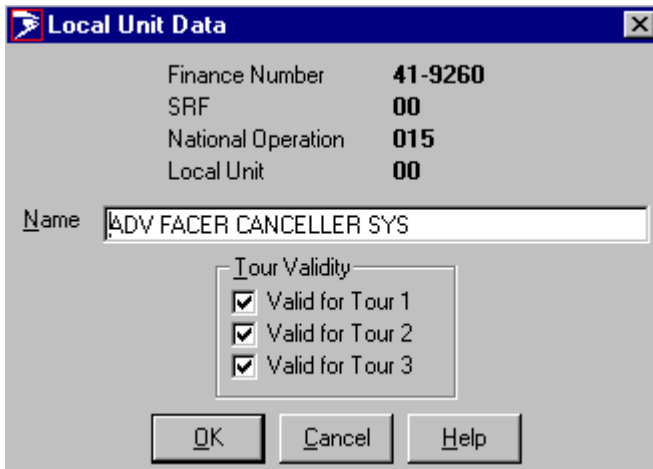 Local Unit Data
Finance Number 41-9260
SRF 00
National Operation 015
Local Unit 00
Name ADV FACER CANCELLER SYS
Tour Validity
Valid for Tour 1
Valid for Tour 2
Valid for Tour 3
OK Cancel Help